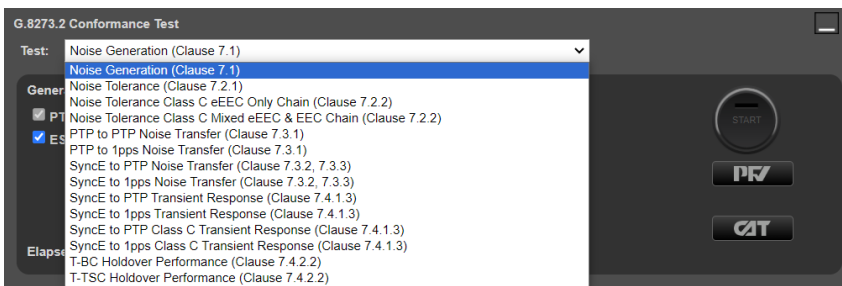 G.8273.2 Conformance Test
Test: Noise Generation (Clause 7.1)
Noise Generation (Clause 7.1)
Noise Tolerance (Clause 7.2.1)
Noise Tolerance Class C eEEC Only Chain (Clause 7.2.2)
Noise Tolerance Class C Mixed eEEC & EEC Chain (Clause 7.2.2)
PTP to PTP Noise Transfer (Clause 7.3.1)
PTP to 1pps Noise Transfer (Clause 7.3.1)
SyncE to PTP Noise Transfer (Clause 7.3.2, 7.3.3)
SyncE to 1pps Noise Transfer (Clause 7.3.2, 7.3.3)
SyncE to PTP Transient Response (Clause 7.4.1.3)
SyncE to 1pps Transient Response (Clause 7.4.1.3)
SyncE to PTP Class C Transient Response (Clause 7.4.1.3)
SyncE to 1pps Class C Transient Response (Clause 7.4.1.3)
T-BC Holdover Performance (Clause 7.4.2.2)
T-TSC Holdover Performance (Clause 7.4.2.2)
Gener
PT
ES
Elapse
START
PFV
CAT